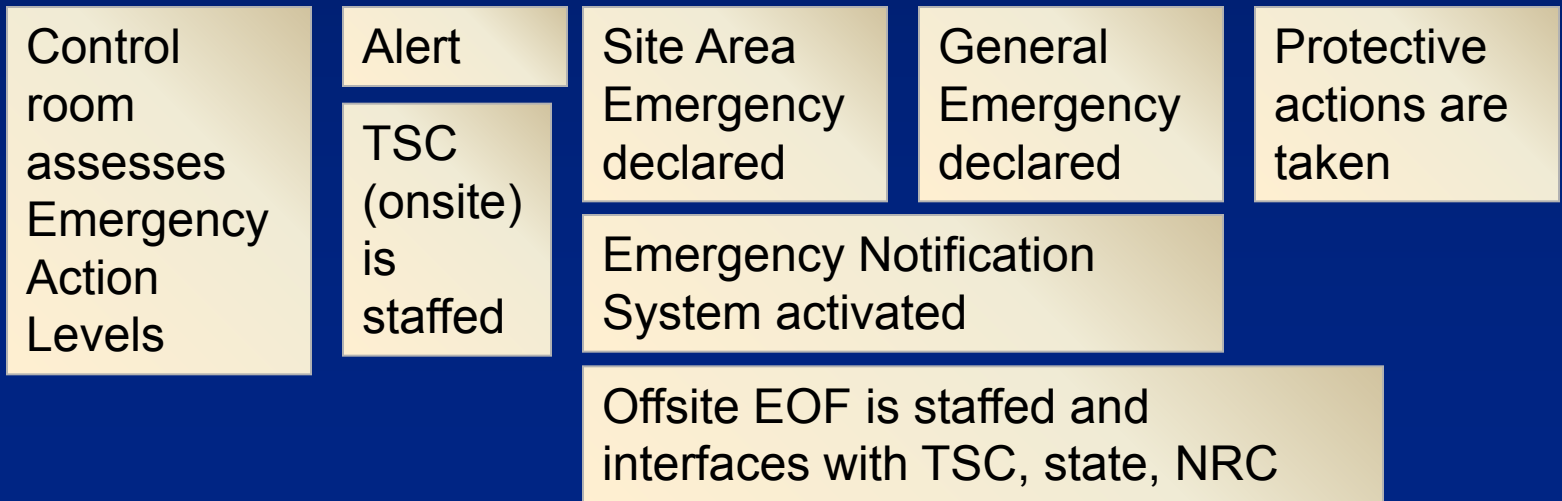 Control
room
assesses
Emergency
Action
Levels
Alert
TSC
(onsite)
is
staffed
Site Area
Emergency
declared
General
Emergency
declared
Protective
actions are
taken
Emergency Notification
System activated
Offsite EOF is staffed and
interfaces with TSC, state, NRC